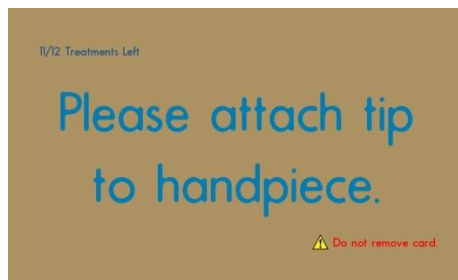 11/12 Treatments Left
Please attach tip
to handpiece.
Do not remove card.